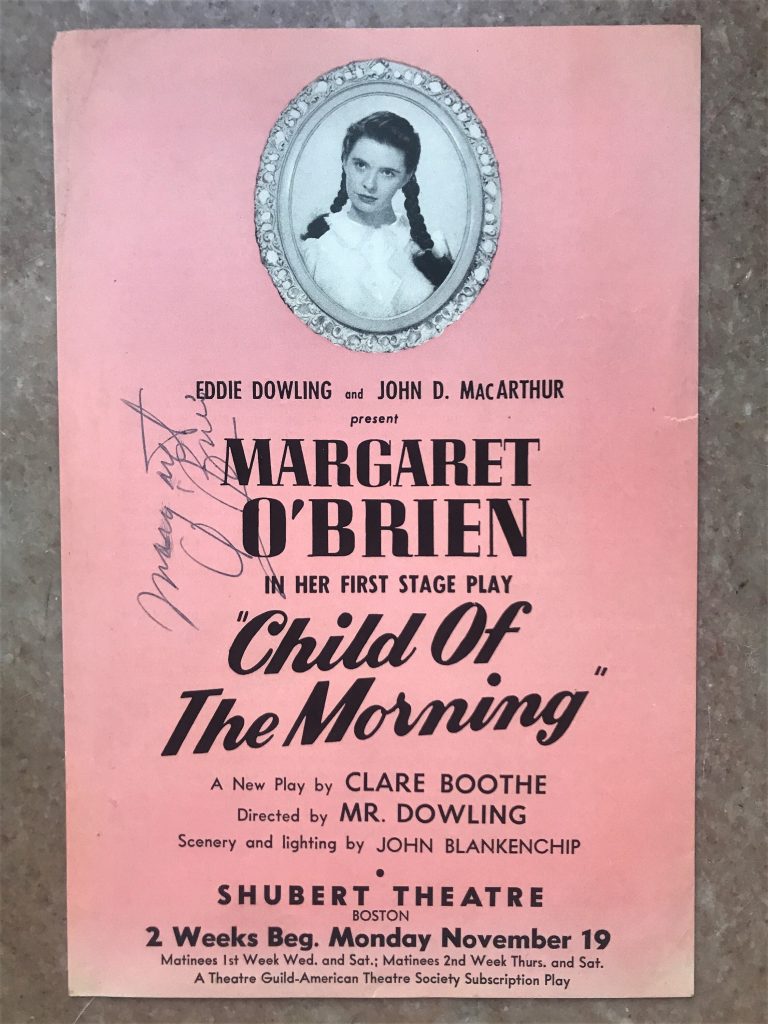 EDDIE DOWLING and JOHN D. MACARTHUR
present
MARGARET
O'BRIEN
Margaret
O'Brien
IN HER FIRST STAGE PLAY
"Child Of
The Morning"
A New Play by CLARE BOOTHE
Directed by MR. DOWLING
Scenery and lighting by JOHN BLANKENCHIP
•
SHUBERT THEATRE
BOSTON
2 Weeks Beg. Monday November 19
Matinees 1st Week Wed. and Sat.; Matinees 2nd Week Thurs. and Sat.
A Theatre Guild-American Theatre Society Subscription Play